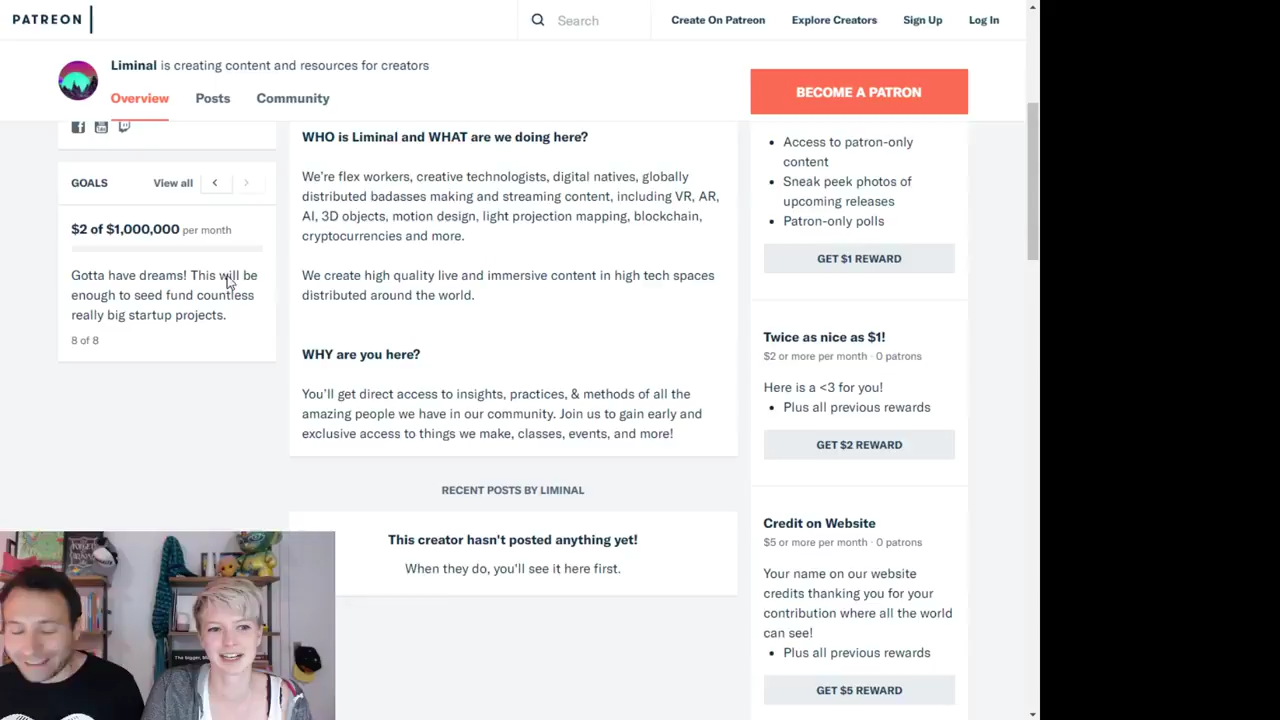 PATREON
Search
Create On Patreon
Explore Creators
Sign Up
Log In
Liminal is creating content and resources for creators
Overview
Posts
Community
BECOME A PATRON
GOALS
View all
$2 of $1,000,000 per month
Gotta have dreams! This will be
enough to seed fund countless
really big startup projects.
8 of 8
WHO is Liminal and WHAT are we doing here?
We're flex workers, creative technologists, digital natives, globally
distributed badasses making and streaming content, including VR, AR,
AI, 3D objects, motion design, light projection mapping, blockchain,
cryptocurrencies and more.
We create high quality live and immersive content in high tech spaces
distributed around the world.
WHY are you here?
You'll get direct access to insights, practices, & methods of all the
amazing people we have in our community. Join us to gain early and
exclusive access to things we make, classes, events, and more!
RECENT POSTS BY LIMINAL
This creator hasn't posted anything yet!
When they do, you'll see it here first.
• Access to patron-only
content
• Sneak peek photos of
upcoming releases
• Patron-only polls
GET $1 REWARD
Twice as nice as $1!
$2 or more per month · 0 patrons
Here is a <3 for you!
• Plus all previous rewards
GET $2 REWARD
Credit on Website
$5 or more per month · 0 patrons
Your name on our website
credits thanking you for your
contribution where all the world
can see!
• Plus all previous rewards
GET $5 REWARD